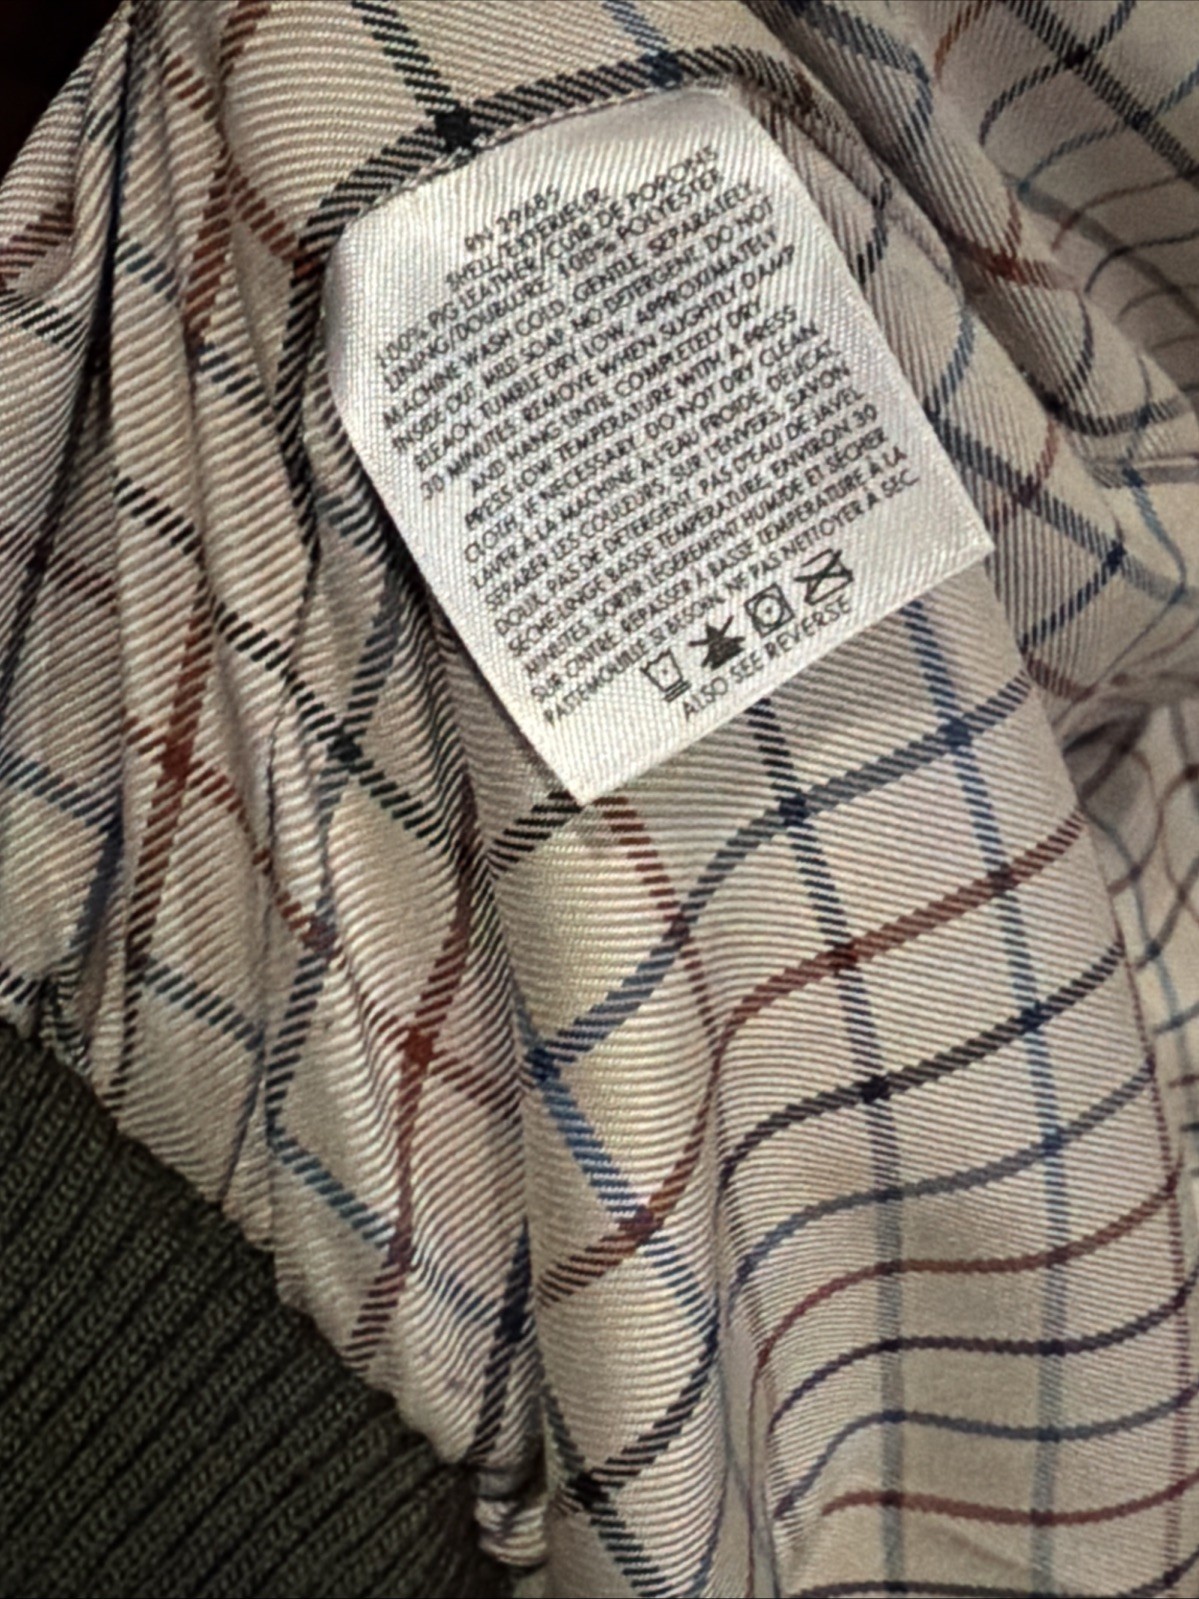 RN 29685
SHELL/EXTERIEUR
100% PIG LEATHER/CUIR DE PORCINS
LINING/DOUBLURE: 100% POLYESTER
MACHINE WASH COLD, GENTLE, SEPARATELY
INSIDE OUT, MILD SOAP, NO DETERGENT, DO NOT
BLEACH, TUMBLE DRY LOW, APPROXIMATELY
30 MINUTES, REMOVE WHEN SLIGHTLY DAMP
AND HANG UNTIL COMPLETELY DRY.
PRESS LOW TEMPERATURE WITH A PRESS
CLOTH, IF NECESSARY. DO NOT DRY CLEAN.
LAVER À LA MACHINE À L'EAU FROIDE, DÉLICAT,
SÉPARER LES COULEURS, SUR L'ENVERS, SAVON
DOUX, PAS DE DÉTERGENT, PAS D'EAU DE JAVEL,
SÉCHE-LINGE BASSE TEMPERATURE, ENVIRON 30
MINUTES, SORTIR LEGEREMENT HUMIDE ET SÉCHER
SUR CINTRE, REPASSER À BASSE TEMPERATURE À LA
PATTEMOUILLE SI BESOIN. NE PAS NETTOYER À SEC.
ALSO SEE REVERSE